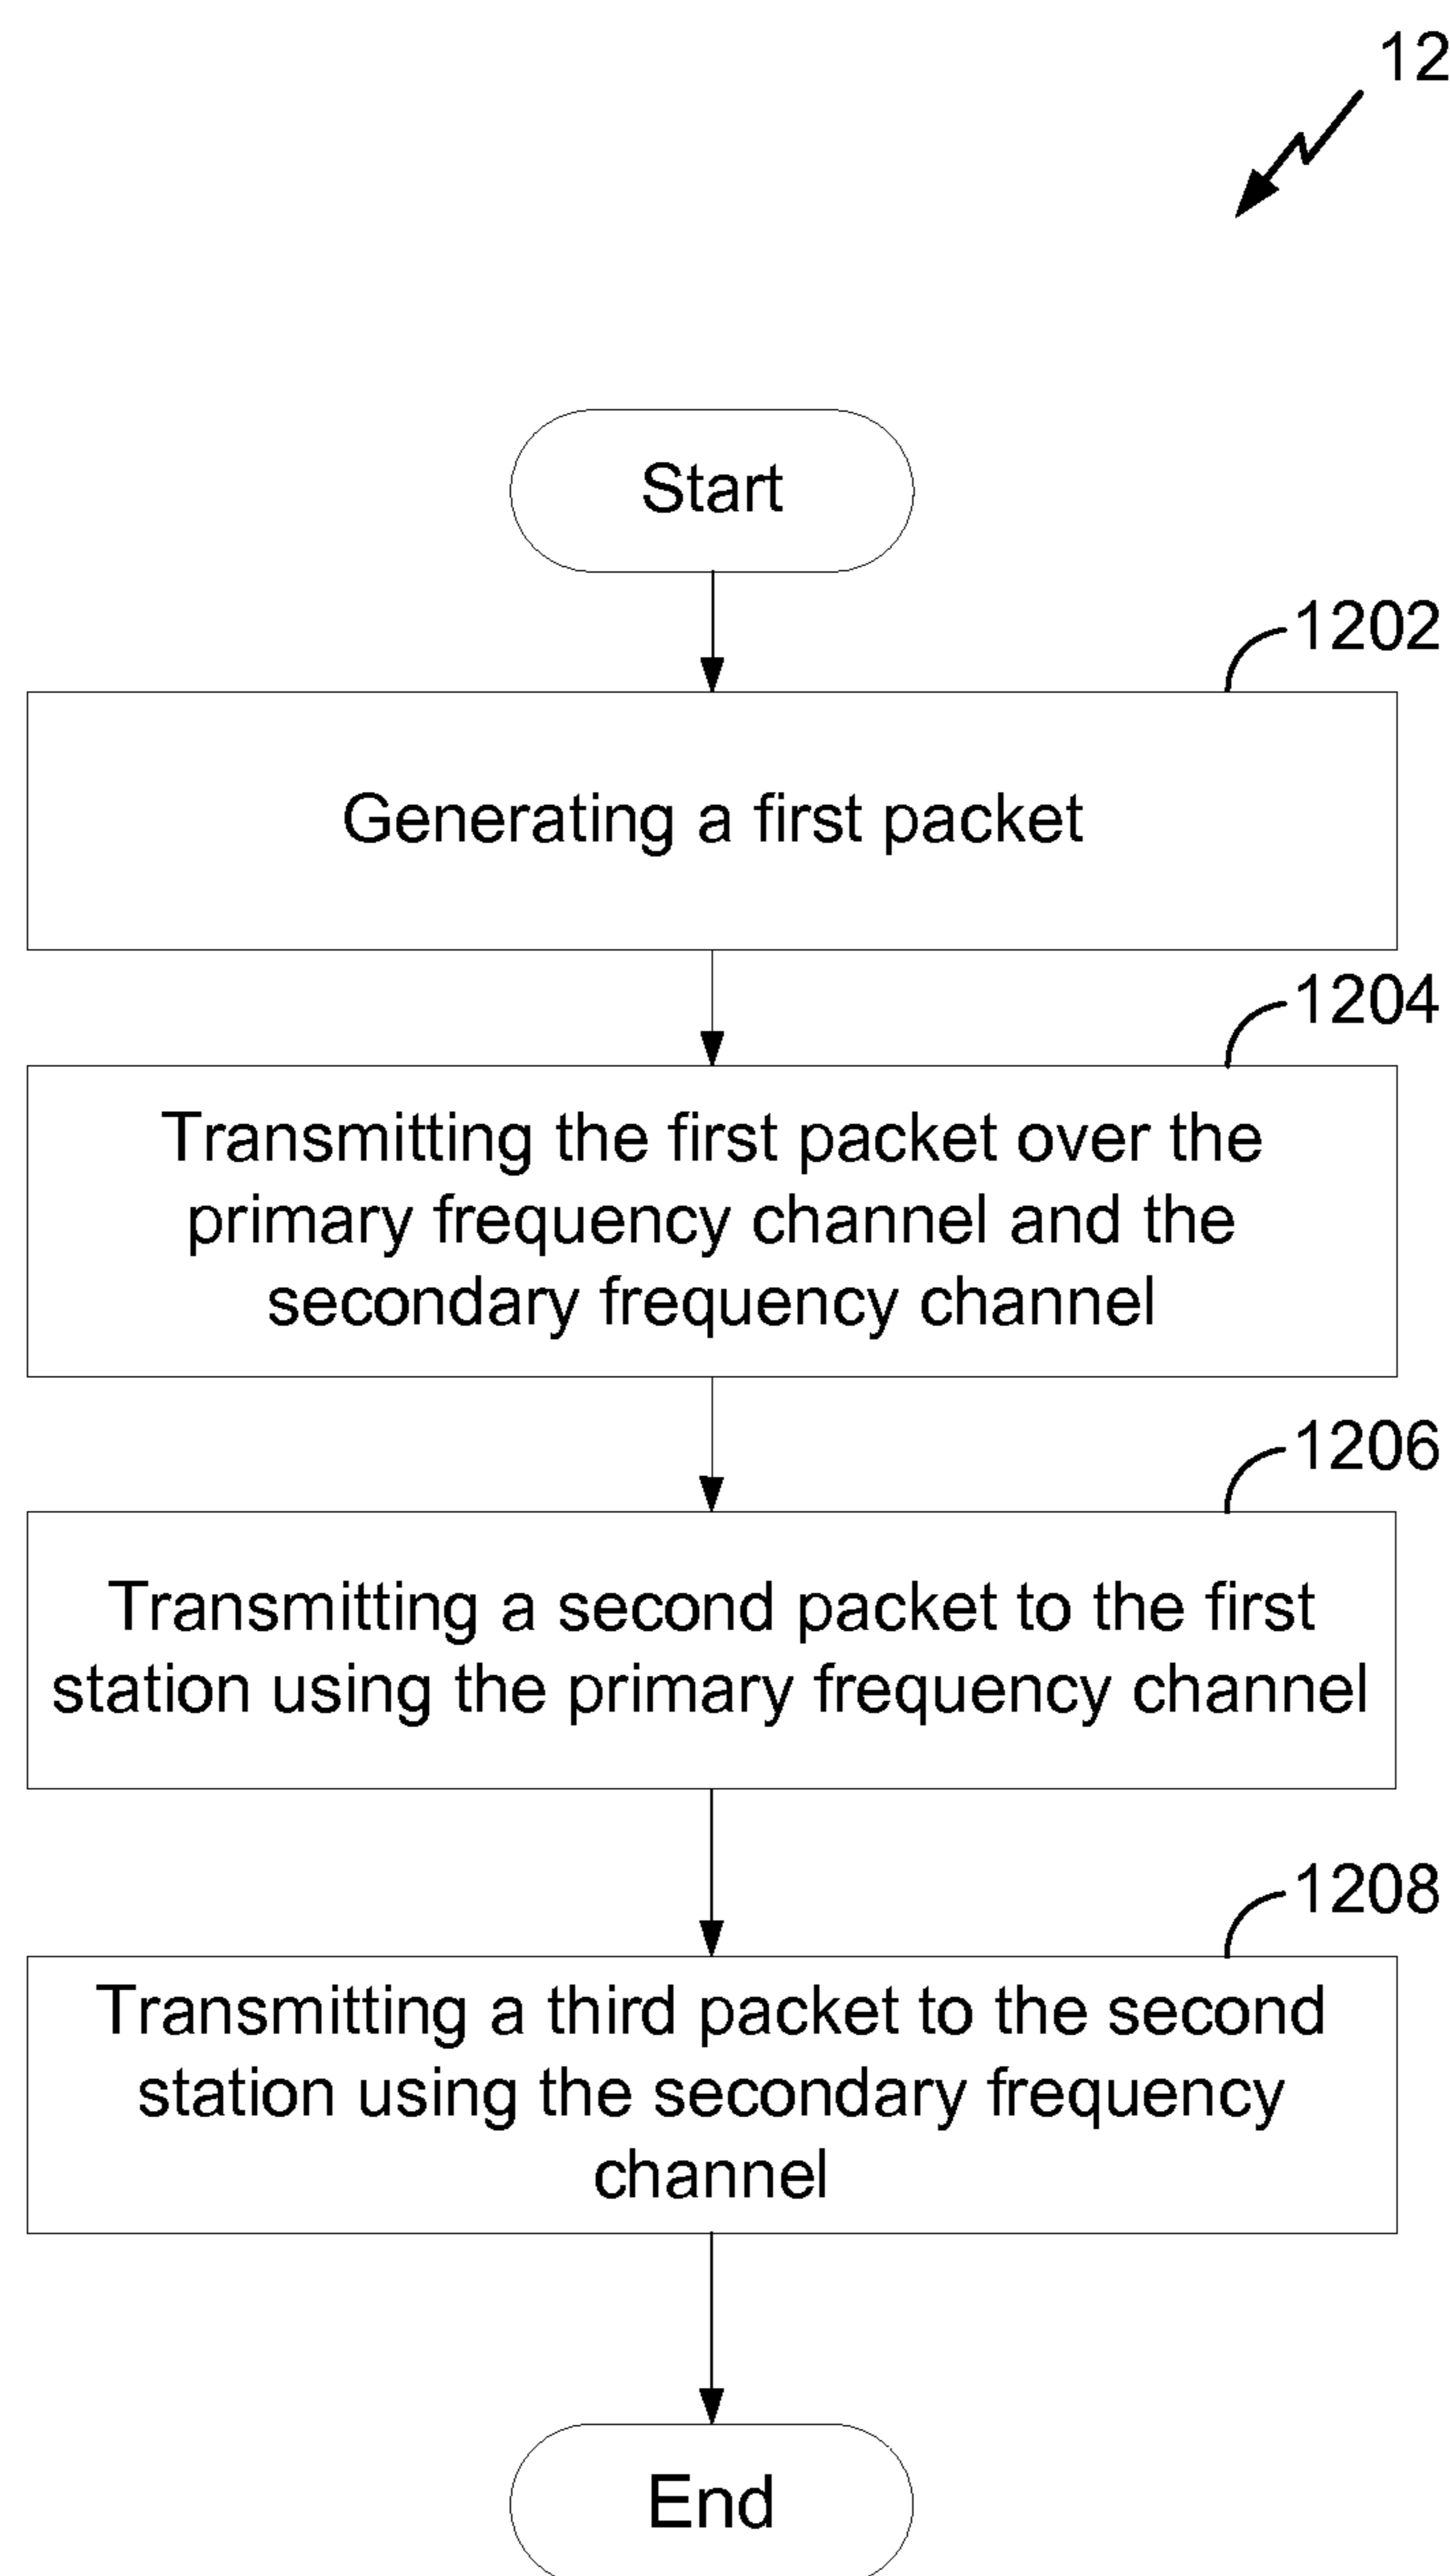 12
Start
1202
Generating a first packet
1204
Transmitting the first packet over the
primary frequency channel and the
secondary frequency channel
1206
Transmitting a second packet to the first
station using the primary frequency channel
1208
Transmitting a third packet to the second
station using the secondary frequency
channel
End